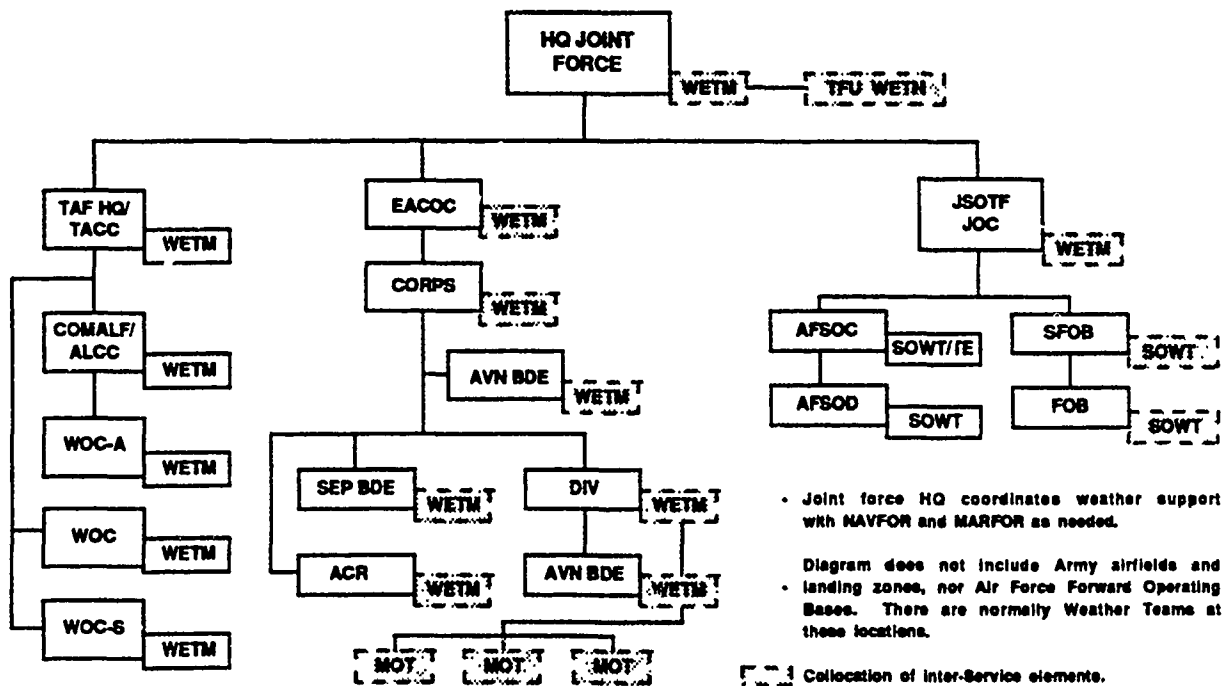 HQ JOINT
FORCE
WETM
TFU WETN
TAF HQ/
TACC
WETM
EACOC
WETM
JSOTF
JOC
WETM
CORPS
WETM
COMALF/
ALCC
WETM
AVN BDE
WETM
AFSOC
SOWT/TE
SFOB
SOWT
AFSOD
SOWT
FOB
SOWT
WOC-A
WETM
SEP BDE
WETM
DIV
WETM
WOC
WETM
ACR
WETM
AVN BDE
WETM
WOC-S
WETM
MOT
MOT
MOT
• Joint force HQ coordinates weather support
with NAVFOR and MARFOR as needed.
Diagram does not include Army airfields and
• landing zones, nor Air Force Forward Operating
Bases. There are normally Weather Teams at
these locations.
Collocation of inter-Service elements.